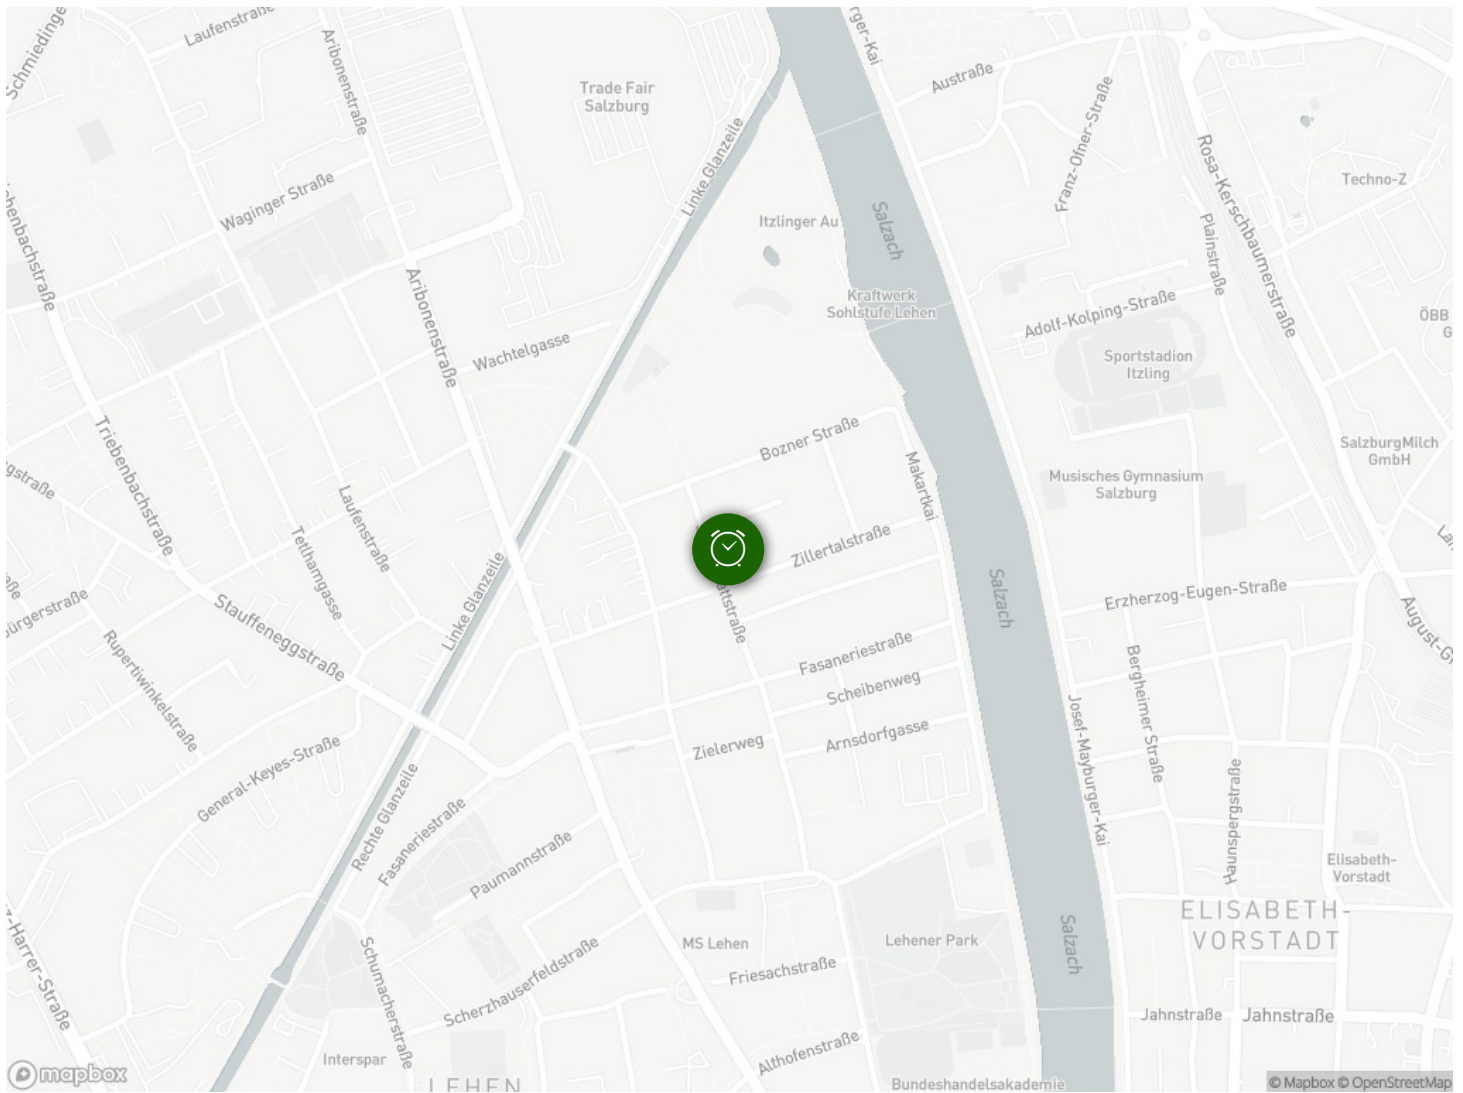 Laufenstraße
Aribonenstraße
Trade Fair
Salzburg
Linke Glanzeile
Austraße
Franz-Ofner-Straße
Rosa-Kerschbaumerstraße
Techno-Z
Waginger Straße
Itzlinger Au
Salzach
Plainstraße
Kraftwerk
Sohlstufe Lehen
Adolf-Kolping-Straße
ÖBB
G
Aribonenstraße
Wachtelgasse
Sportstadion
Itzling
Triebenbachstraße
Bozner Straße
Makartkai
SalzburgMilch
GmbH
Musisches Gymnasium
Salzburg
Laufenstraße
Tetlhamgasse
Zillertalstraße
Salzach
Erzherzog-Eugen-Straße
Stauffeneggstraße
Linke Glanzeile
Rupertiwinkelstraße
Fasaneriestraße
Scheibenweg
Bergheimer Straße
Josef-Mayburger-Kai
Zielerweg
Arnsdorfgasse
General-Keyes-Straße
Rechte Glanzeile
Fasaneriestraße
Paumannstraße
Haunspergstraße
Elisabeth-
Vorstadt
ELISABETH-
VORSTADT
MS Lehen
Lehener Park
Salzach
Friesachstraße
Schumacherstraße
Scherzhauserfeldstraße
Jahnstraße
Jahnstraße
Interspar
Althofenstraße
LEHEN
Bundeshandelsakademie
mapbox
© Mapbox © OpenStreetMap